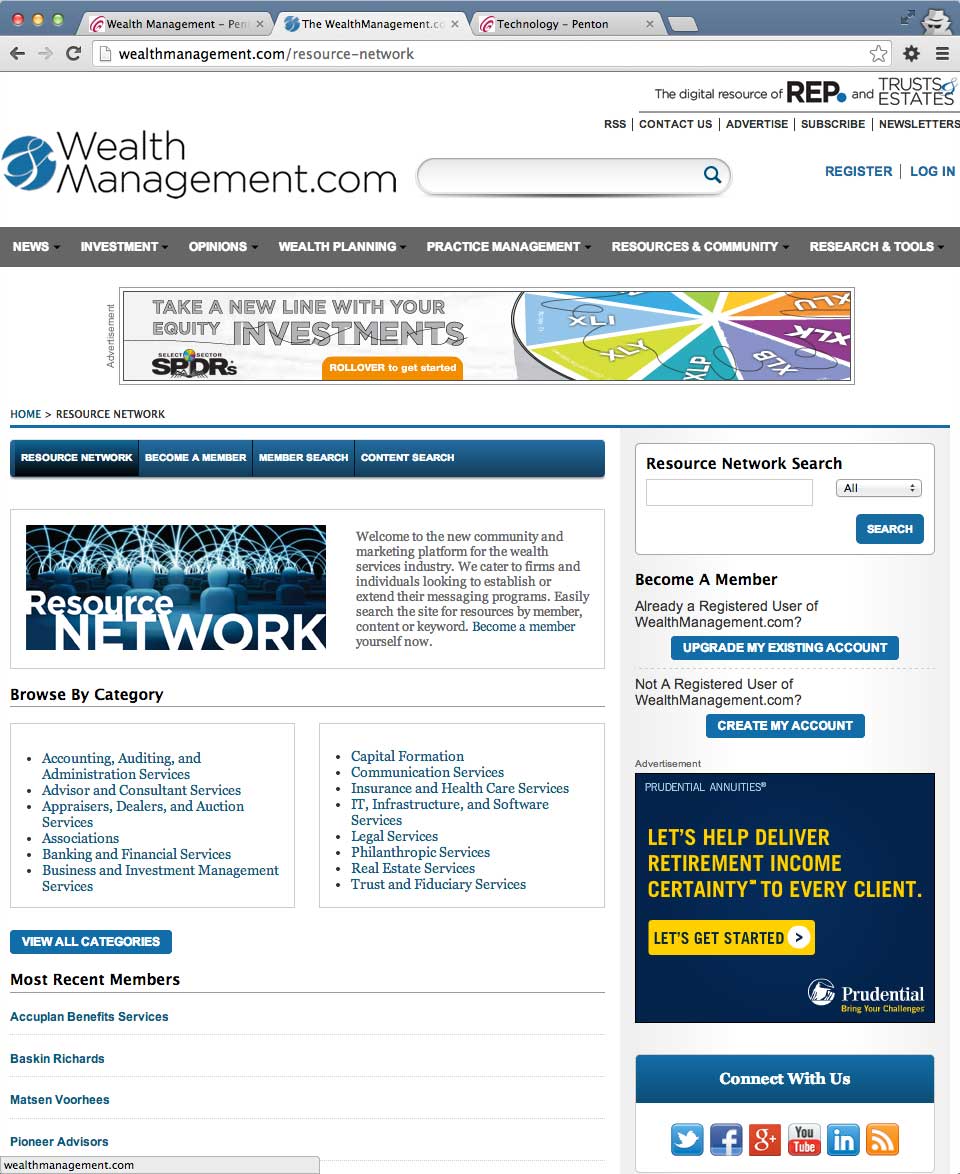 Wealth Management – Pen
The WealthManagement.co
Technology – Penton
wealthmanagement.com/resource-network
The digital resource of REP. and TRUSTS & ESTATES
RSS | CONTACT US | ADVERTISE | SUBSCRIBE | NEWSLETTERS
Wealth
Management.com
REGISTER | LOG IN
NEWS INVESTMENT OPINIONS WEALTH PLANNING PRACTICE MANAGEMENT RESOURCES & COMMUNITY RESEARCH & TOOLS
Advertisement
TAKE A NEW LINE WITH YOUR
EQUITY INVESTMENTS
SELECT SECTOR
SPDRs
ROLLOVER to get started
XLI
XLY
XLP
XLB
XLK
XLU
HOME > RESOURCE NETWORK
RESOURCE NETWORK BECOME A MEMBER MEMBER SEARCH CONTENT SEARCH
Resource
NETWORK
Welcome to the new community and
marketing platform for the wealth
services industry. We cater to firms and
individuals looking to establish or
extend their messaging programs. Easily
search the site for resources by member,
content or keyword. Become a member
yourself now.
Browse By Category
• Accounting, Auditing, and
Administration Services
• Advisor and Consultant Services
• Appraisers, Dealers, and Auction
Services
• Associations
• Banking and Financial Services
• Business and Investment Management
Services
• Capital Formation
• Communication Services
• Insurance and Health Care Services
• IT, Infrastructure, and Software
Services
• Legal Services
• Philanthropic Services
• Real Estate Services
• Trust and Fiduciary Services
VIEW ALL CATEGORIES
Most Recent Members
Accuplan Benefits Services
Baskin Richards
Matsen Voorhees
Pioneer Advisors
wealthmanagement.com
Resource Network Search
All
SEARCH
Become A Member
Already a Registered User of
WealthManagement.com?
UPGRADE MY EXISTING ACCOUNT
Not A Registered User of
WealthManagement.com?
CREATE MY ACCOUNT
Advertisement
PRUDENTIAL ANNUITIES®
LET'S HELP DELIVER
RETIREMENT INCOME
CERTAINTY℠ TO EVERY CLIENT.
LET'S GET STARTED >
Prudential
Bring Your Challenges
Connect With Us
g+
You
Tube
in